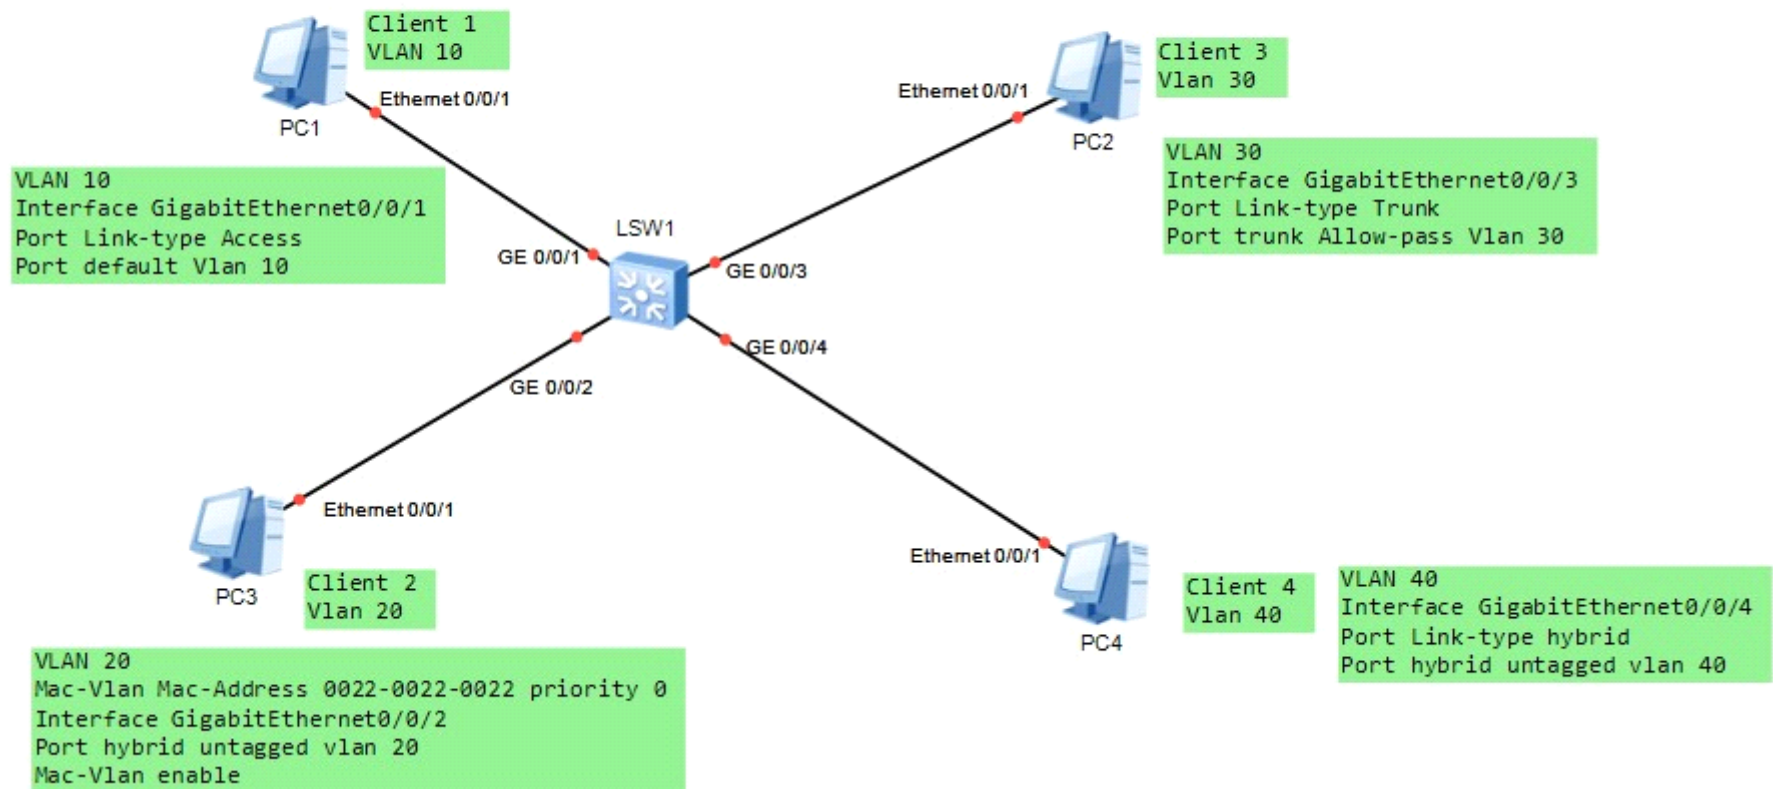 Client 1
VLAN 10
Ethernet 0/0/1
PC1
VLAN 10
Interface GigabitEthernet0/0/1
Port Link-type Access
Port default Vlan 10
Client 3
Vlan 30
Ethernet 0/0/1
PC2
VLAN 30
Interface GigabitEthernet0/0/3
Port Link-type Trunk
Port trunk Allow-pass Vlan 30
LSW1
GE 0/0/1
GE 0/0/3
GE 0/0/4
GE 0/0/2
Ethernet 0/0/1
PC3
Client 2
Vlan 20
VLAN 20
Mac-Vlan Mac-Address 0022-0022-0022 priority 0
Interface GigabitEthernet0/0/2
Port hybrid untagged vlan 20
Mac-Vlan enable
Ethernet 0/0/1
PC4
Client 4
Vlan 40
VLAN 40
Interface GigabitEthernet0/0/4
Port Link-type hybrid
Port hybrid untagged vlan 40